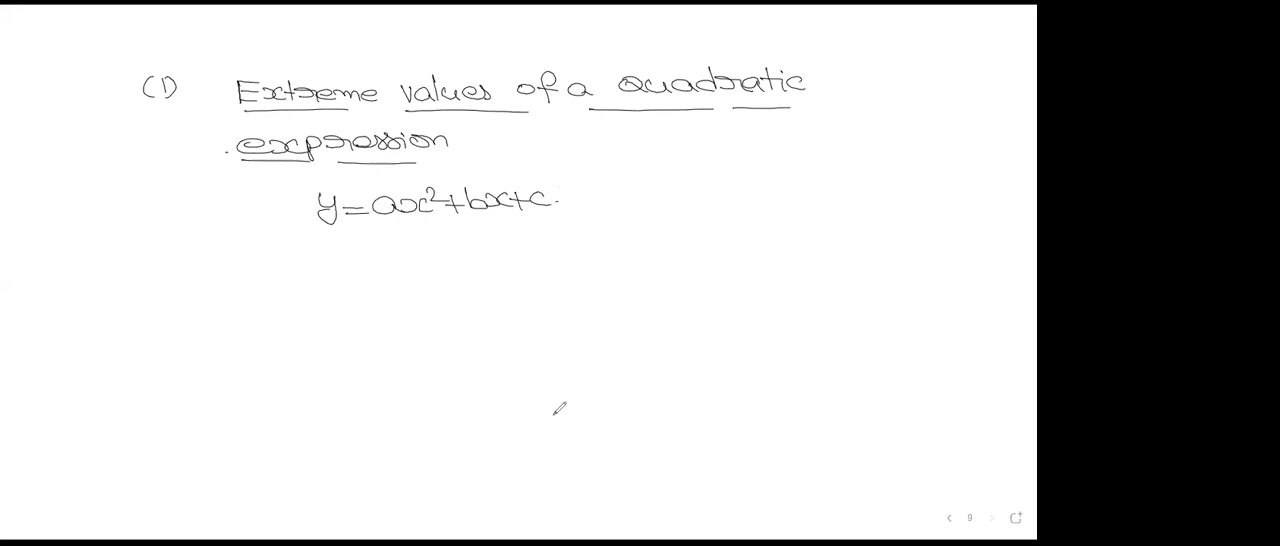 (1) Extreme values of a quadratic
expression
y=ax²+bx+c.
9